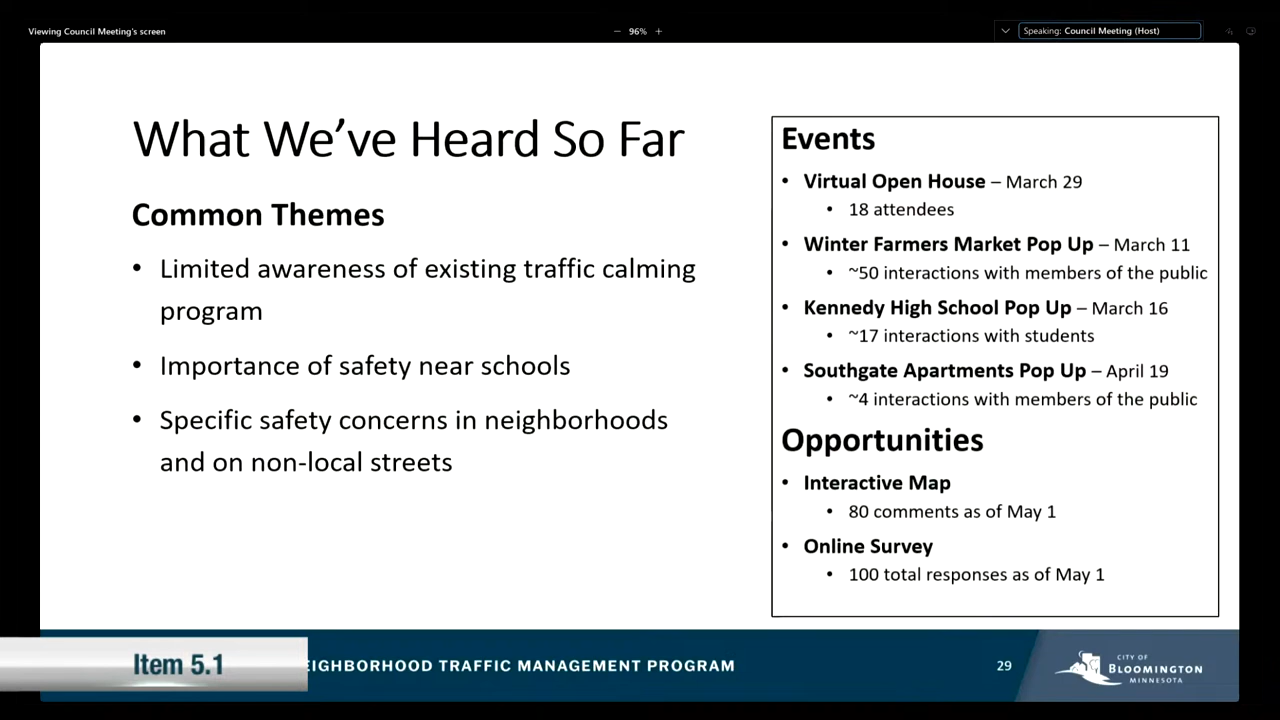 Viewing Council Meeting's screen
– 96% +
Speaking: Council Meeting (Host)
What We've Heard So Far
Common Themes
• Limited awareness of existing traffic calming
program
• Importance of safety near schools
• Specific safety concerns in neighborhoods
and on non-local streets
Events
• Virtual Open House – March 29
• 18 attendees
• Winter Farmers Market Pop Up – March 11
• ~50 interactions with members of the public
• Kennedy High School Pop Up – March 16
• ~17 interactions with students
• Southgate Apartments Pop Up – April 19
• ~4 interactions with members of the public
Opportunities
• Interactive Map
• 80 comments as of May 1
• Online Survey
• 100 total responses as of May 1
Item 5.1
EIGHBORHOOD TRAFFIC MANAGEMENT PROGRAM
29
CITY OF
BLOOMINGTON
MINNESOTA